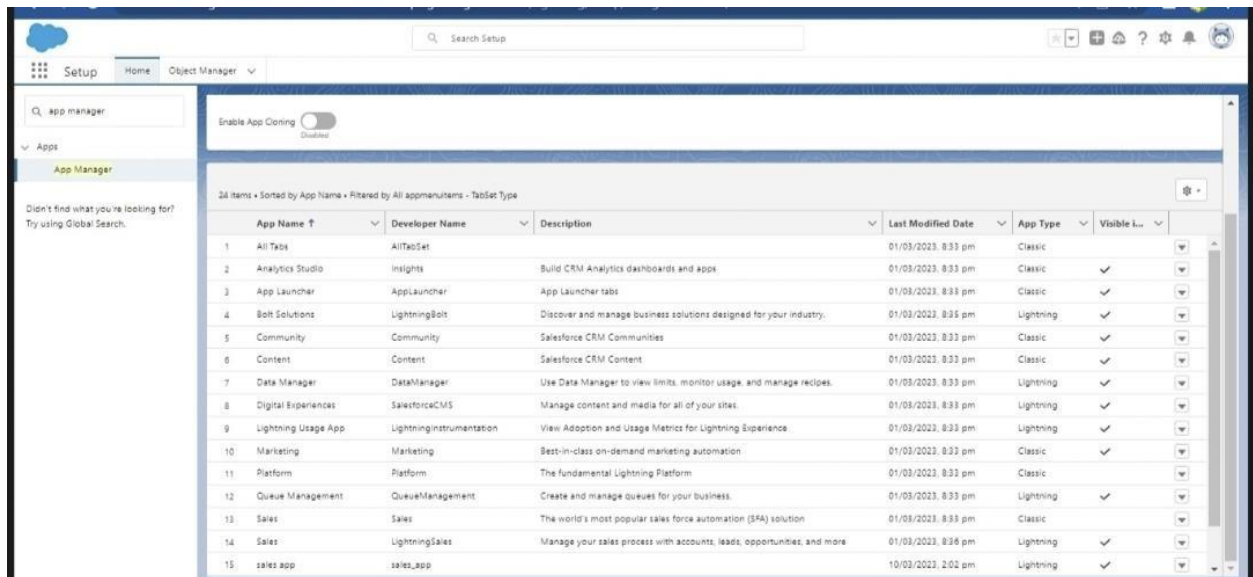 Search Setup
Setup Home Object Manager
app manager
Apps
App Manager
Didn't find what you're looking for?
Try using Global Search.
Enable App Cloning
Disabled
24 items • Sorted by App Name • Filtered by All appmenuitems - TabSet Type
App Name ↑ Developer Name Description Last Modified Date App Type Visible i...
1 All Tabs AllTabSet 01/03/2023, 8:33 pm Classic
2 Analytics Studio Insights Build CRM Analytics dashboards and apps 01/03/2023, 8:33 pm Classic
3 App Launcher AppLauncher App Launcher tabs 01/03/2023, 8:33 pm Classic
4 Bolt Solutions LightningBolt Discover and manage business solutions designed for your industry. 01/03/2023, 8:35 pm Lightning
5 Community Community Salesforce CRM Communities 01/03/2023, 8:33 pm Classic
6 Content Content Salesforce CRM Content 01/03/2023, 8:33 pm Classic
7 Data Manager DataManager Use Data Manager to view limits, monitor usage, and manage recipes. 01/03/2023, 8:33 pm Lightning
8 Digital Experiences SalesforceCMS Manage content and media for all of your sites. 01/03/2023, 8:33 pm Lightning
9 Lightning Usage App LightningInstrumentation View Adoption and Usage Metrics for Lightning Experience 01/03/2023, 8:33 pm Lightning
10 Marketing Marketing Best-in-class on-demand marketing automation 01/03/2023, 8:33 pm Classic
11 Platform Platform The fundamental Lightning Platform 01/03/2023, 8:33 pm Classic
12 Queue Management QueueManagement Create and manage queues for your business. 01/03/2023, 8:33 pm Lightning
13 Sales Sales The world's most popular sales force automation (SFA) solution 01/03/2023, 8:33 pm Classic
14 Sales LightningSales Manage your sales process with accounts, leads, opportunities, and more 01/03/2023, 8:36 pm Lightning
15 sales app sales_app 10/03/2023, 2:02 pm Lightning